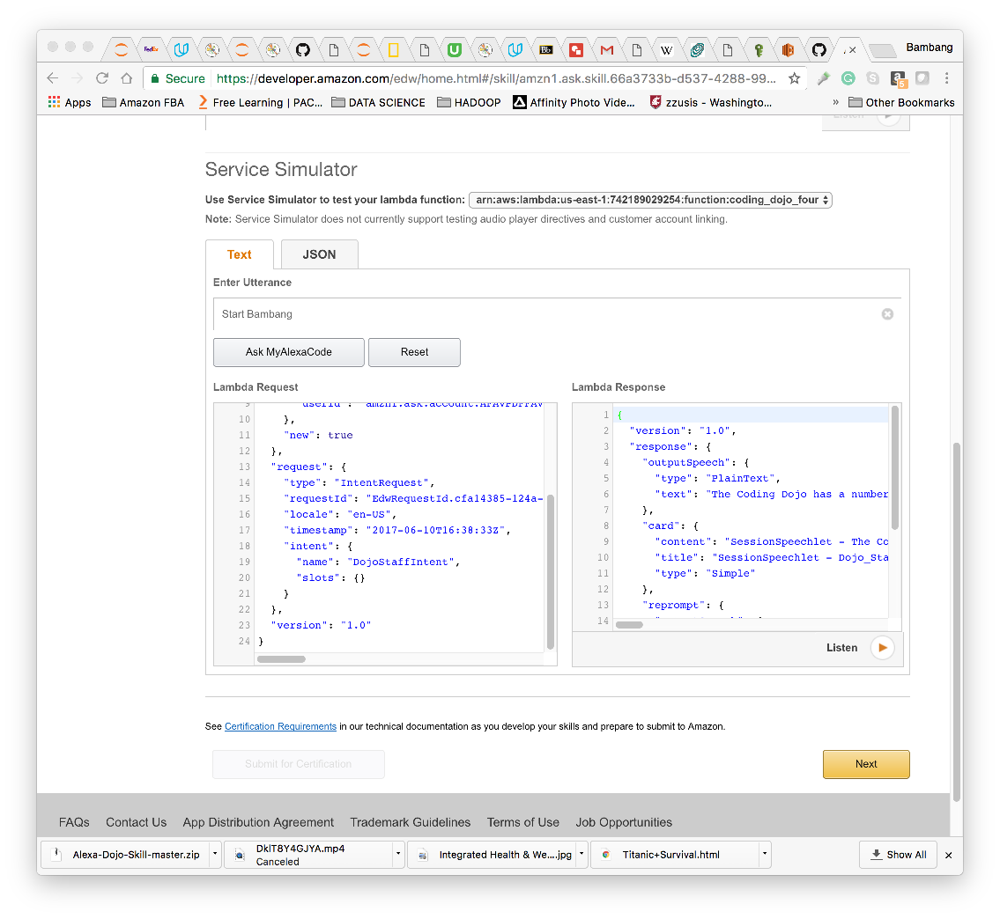 Bambang
Secure https://developer.amazon.com/edw/home.html#/skill/amzn1.ask.skill.66a3733b-d537-4288-99...
Apps Amazon FBA Free Learning | PAC... DATA SCIENCE HADOOP Affinity Photo Vide... zzusis - Washingto... » Other Bookmarks
Listen
Service Simulator
Use Service Simulator to test your lambda function: arn:aws:lambda:us-east-1:742189029254:function:coding_dojo_four
Note: Service Simulator does not currently support testing audio player directives and customer account linking.
Text JSON
Enter Utterance
Start Bambang
Ask MyAlexaCode Reset
Lambda Request
10 },
11 "new": true
12 },
13 "request": {
14 "type": "IntentRequest",
15 "requestId": "EdwRequestId.cfa14385-124a-
16 "locale": "en-US",
17 "timestamp": "2017-06-10T16:38:33Z",
18 "intent": {
19 "name": "DojoStaffIntent",
20 "slots": {}
21 }
22 },
23 "version": "1.0"
24 }
Lambda Response
1 {
2 "version": "1.0",
3 "response": {
4 "outputSpeech": {
5 "type": "PlainText",
6 "text": "The Coding Dojo has a number
7 },
8 "card": {
9 "content": "SessionSpeechlet - The Co
10 "title": "SessionSpeechlet - Dojo_Sta
11 "type": "Simple"
12 },
13 "reprompt": {
14
Listen
See Certification Requirements in our technical documentation as you develop your skills and prepare to submit to Amazon.
Submit for Certification Next
FAQs Contact Us App Distribution Agreement Trademark Guidelines Terms of Use Job Opportunities
Alexa-Dojo-Skill-master.zip
DkIT8Y4GJYA.mp4
Canceled
Integrated Health & We....jpg
Titanic+Survival.html
Show All